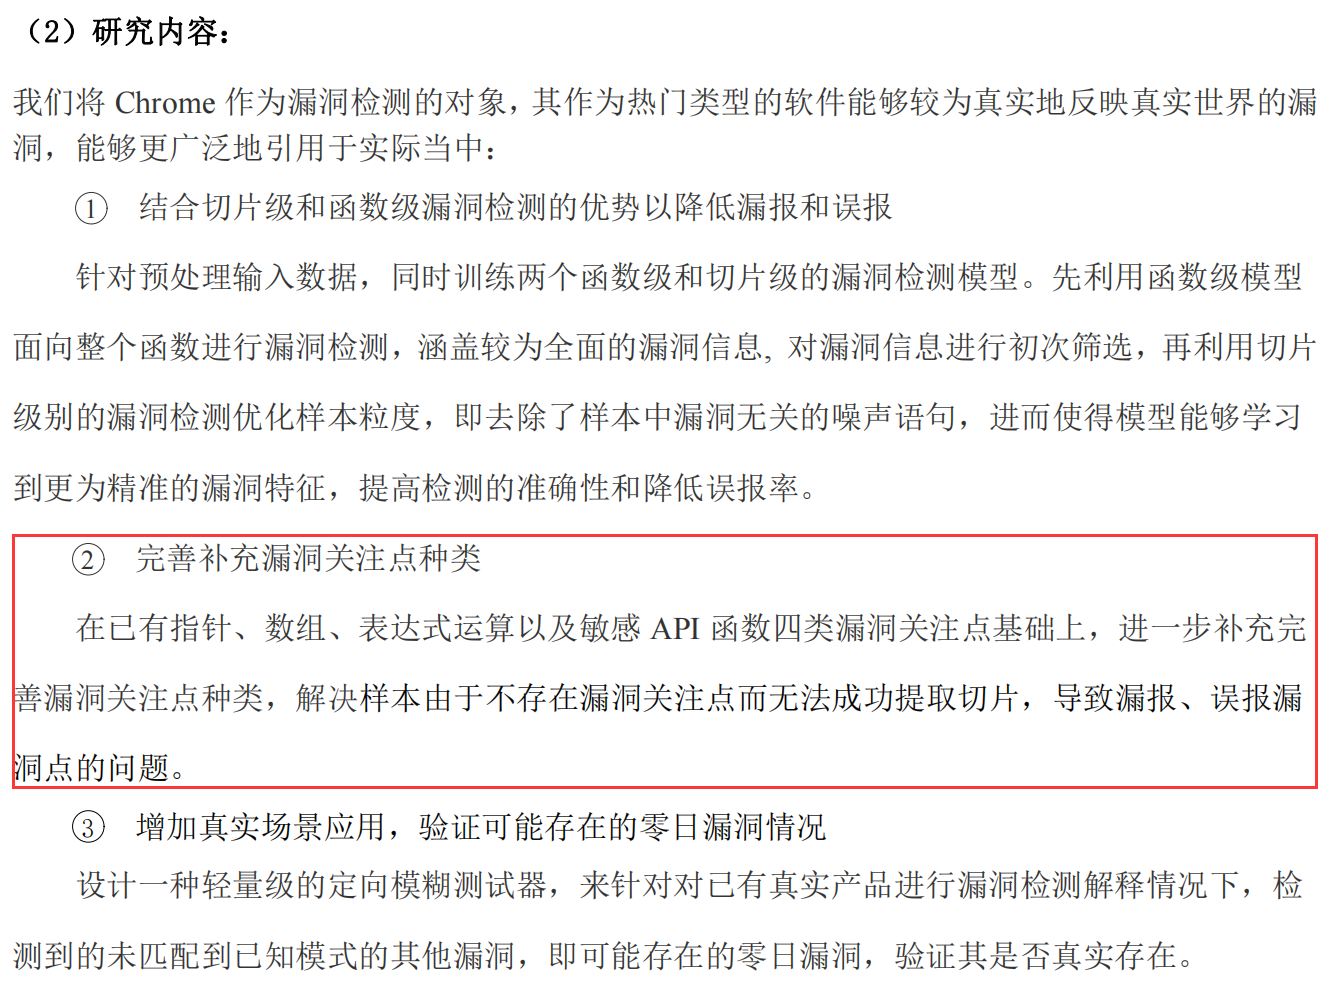 （2）研究内容：
我们将 Chrome 作为漏洞检测的对象，其作为热门类型的软件能够较为真实地反映真实世界的漏
洞，能够更广泛地引用于实际当中：
① 结合切片级和函数级漏洞检测的优势以降低漏报和误报
针对预处理输入数据，同时训练两个函数级和切片级的漏洞检测模型。先利用函数级模型
面向整个函数进行漏洞检测，涵盖较为全面的漏洞信息, 对漏洞信息进行初次筛选，再利用切片
级别的漏洞检测优化样本粒度，即去除了样本中漏洞无关的噪声语句，进而使得模型能够学习
到更为精准的漏洞特征，提高检测的准确性和降低误报率。
② 完善补充漏洞关注点种类
在已有指针、数组、表达式运算以及敏感 API 函数四类漏洞关注点基础上，进一步补充完
善漏洞关注点种类，解决样本由于不存在漏洞关注点而无法成功提取切片，导致漏报、误报漏
洞点的问题。
③ 增加真实场景应用，验证可能存在的零日漏洞情况
设计一种轻量级的定向模糊测试器，来针对对已有真实产品进行漏洞检测解释情况下，检
测到的未匹配到已知模式的其他漏洞，即可能存在的零日漏洞，验证其是否真实存在。